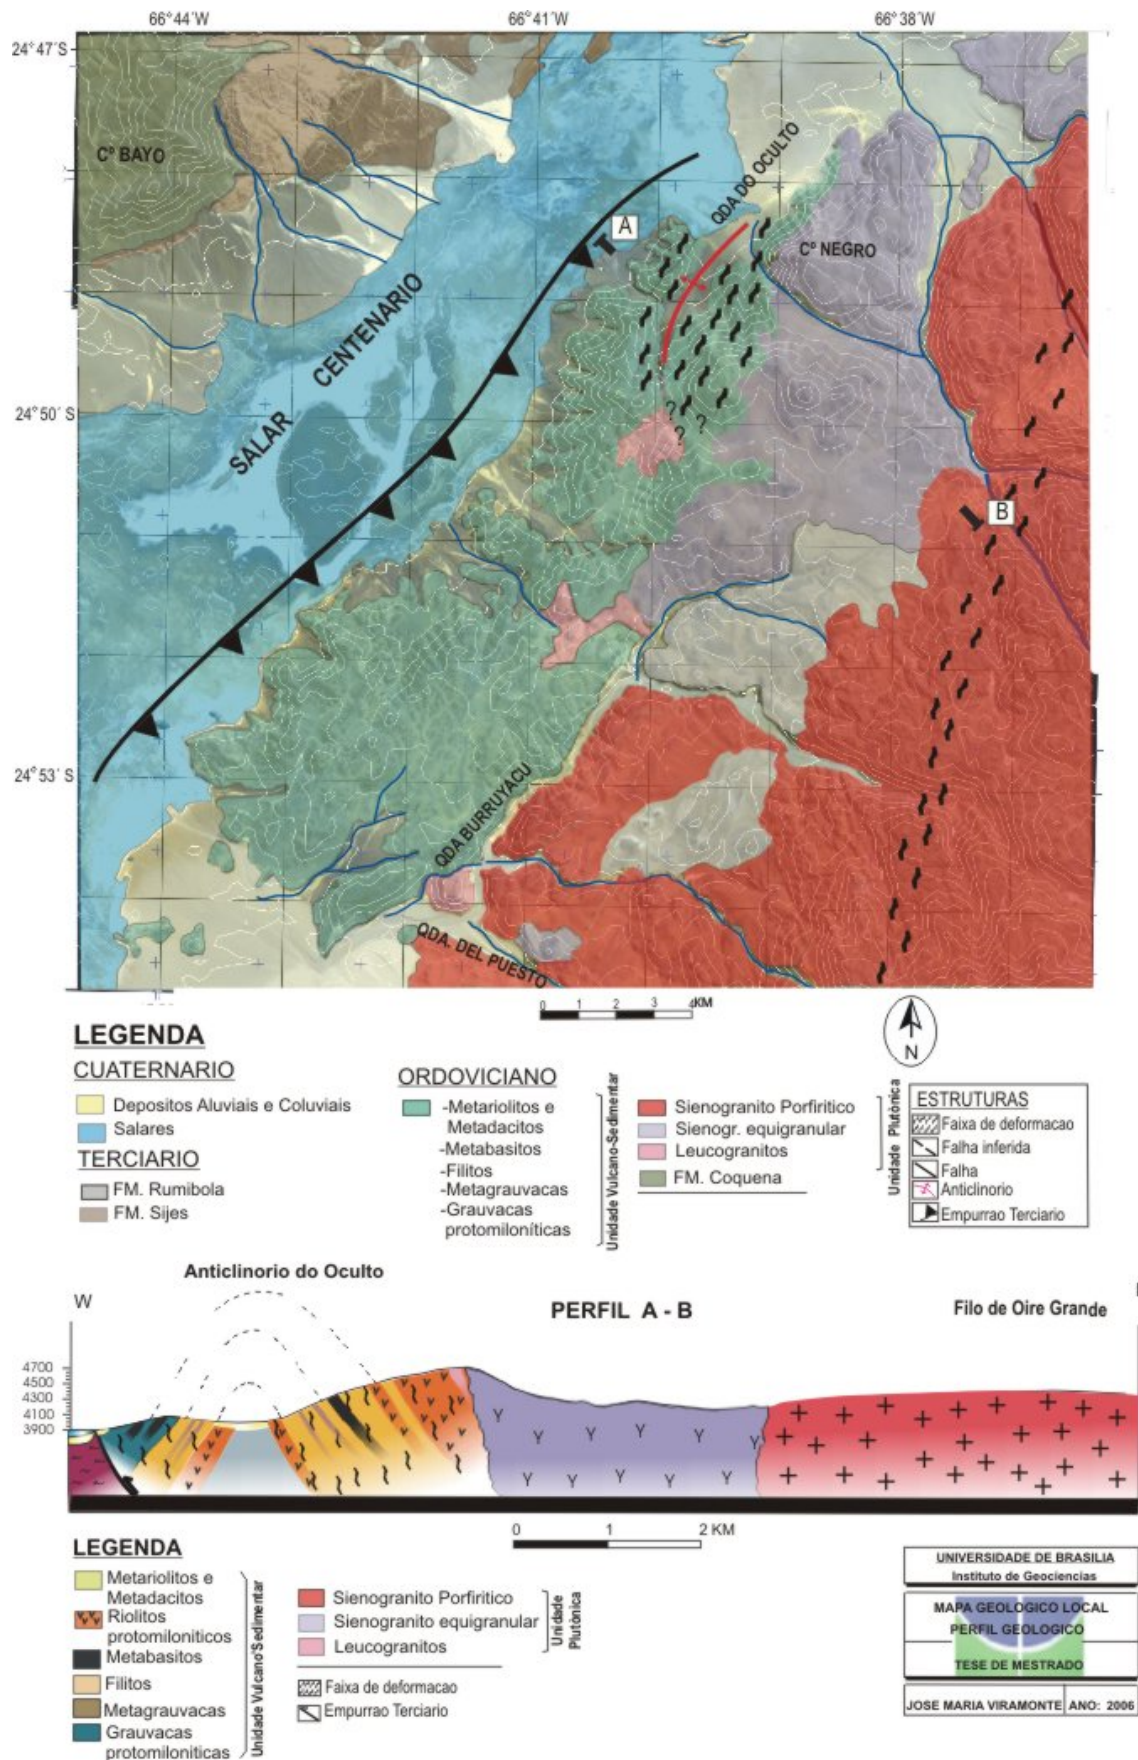 66°44'W 66°41'W 66°38'W
24°47'S
Cº BAYO
QDA DO OCULTO
A
Cº NEGRO
SALAR CENTENARIO
24°50'S
B
24°53'S
QDA BURRUYACU
QDA. DEL PUESTO
0 1 2 3 4KM
N
LEGENDA
CUATERNARIO
Depositos Aluviais e Coluviais
Salares
TERCIARIO
FM. Rumibola
FM. Sijes
ORDOVICIANO
-Metariolitos e
Metadacitos
-Metabasitos
-Filitos
-Metagrauvacas
-Grauvacas
protomiloníticas
Unidade Vulcano-Sedimentar
Sienogranito Porfiritico
Sienogr. equigranular
Leucogranitos
FM. Coquena
Unidade Plutônica
ESTRUTURAS
Faixa de deformacao
Falha inferida
Falha
Anticlinorio
Empurrao Terciario
Anticlinorio do Oculto
W
PERFIL A - B
Filo de Oire Grande
4700
4500
4300
4100
3900
0 1 2 KM
LEGENDA
Metariolitos e
Metadacitos
Riolitos
protomiloniticos
Metabasitos
Filitos
Metagrauvacas
Grauvacas
protomiloniticas
Unidade Vulcano'Sedimentar
Sienogranito Porfiritico
Sienogranito equigranular
Leucogranitos
Unidade
Plutônica
Faixa de deformacao
Empurrao Terciario
UNIVERSIDADE DE BRASILIA
Instituto de Geociencias
MAPA GEOLOGICO LOCAL
PERFIL GEOLOGICO
TESE DE MESTRADO
JOSE MARIA VIRAMONTE ANO: 2006